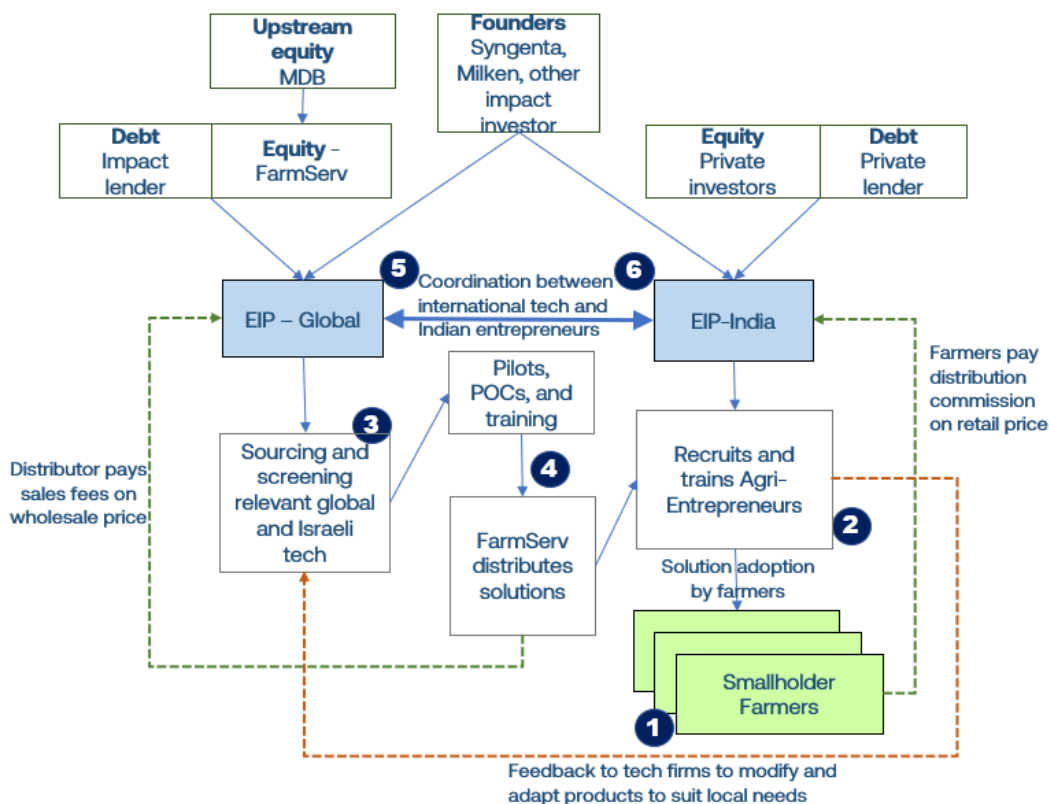 Upstream
equity
MDB
Founders
Syngenta,
Milken, other
impact
investor
Debt
Impact
lender
Equity -
FarmServ
Equity
Private
investors
Debt
Private
lender
5
Coordination between
international tech and
Indian entrepreneurs
6
EIP – Global
EIP-India
Pilots,
POCs, and
training
Farmers pay
distribution
commission
on retail price
3
Sourcing and
screening
relevant global
and Israeli
tech
4
Distributor pays
sales fees on
wholesale price
Recruits and
trains Agri-
Entrepreneurs
2
FarmServ
distributes
solutions
Solution adoption
by farmers
Smallholder
Farmers
1
Feedback to tech firms to modify and
adapt products to suit local needs